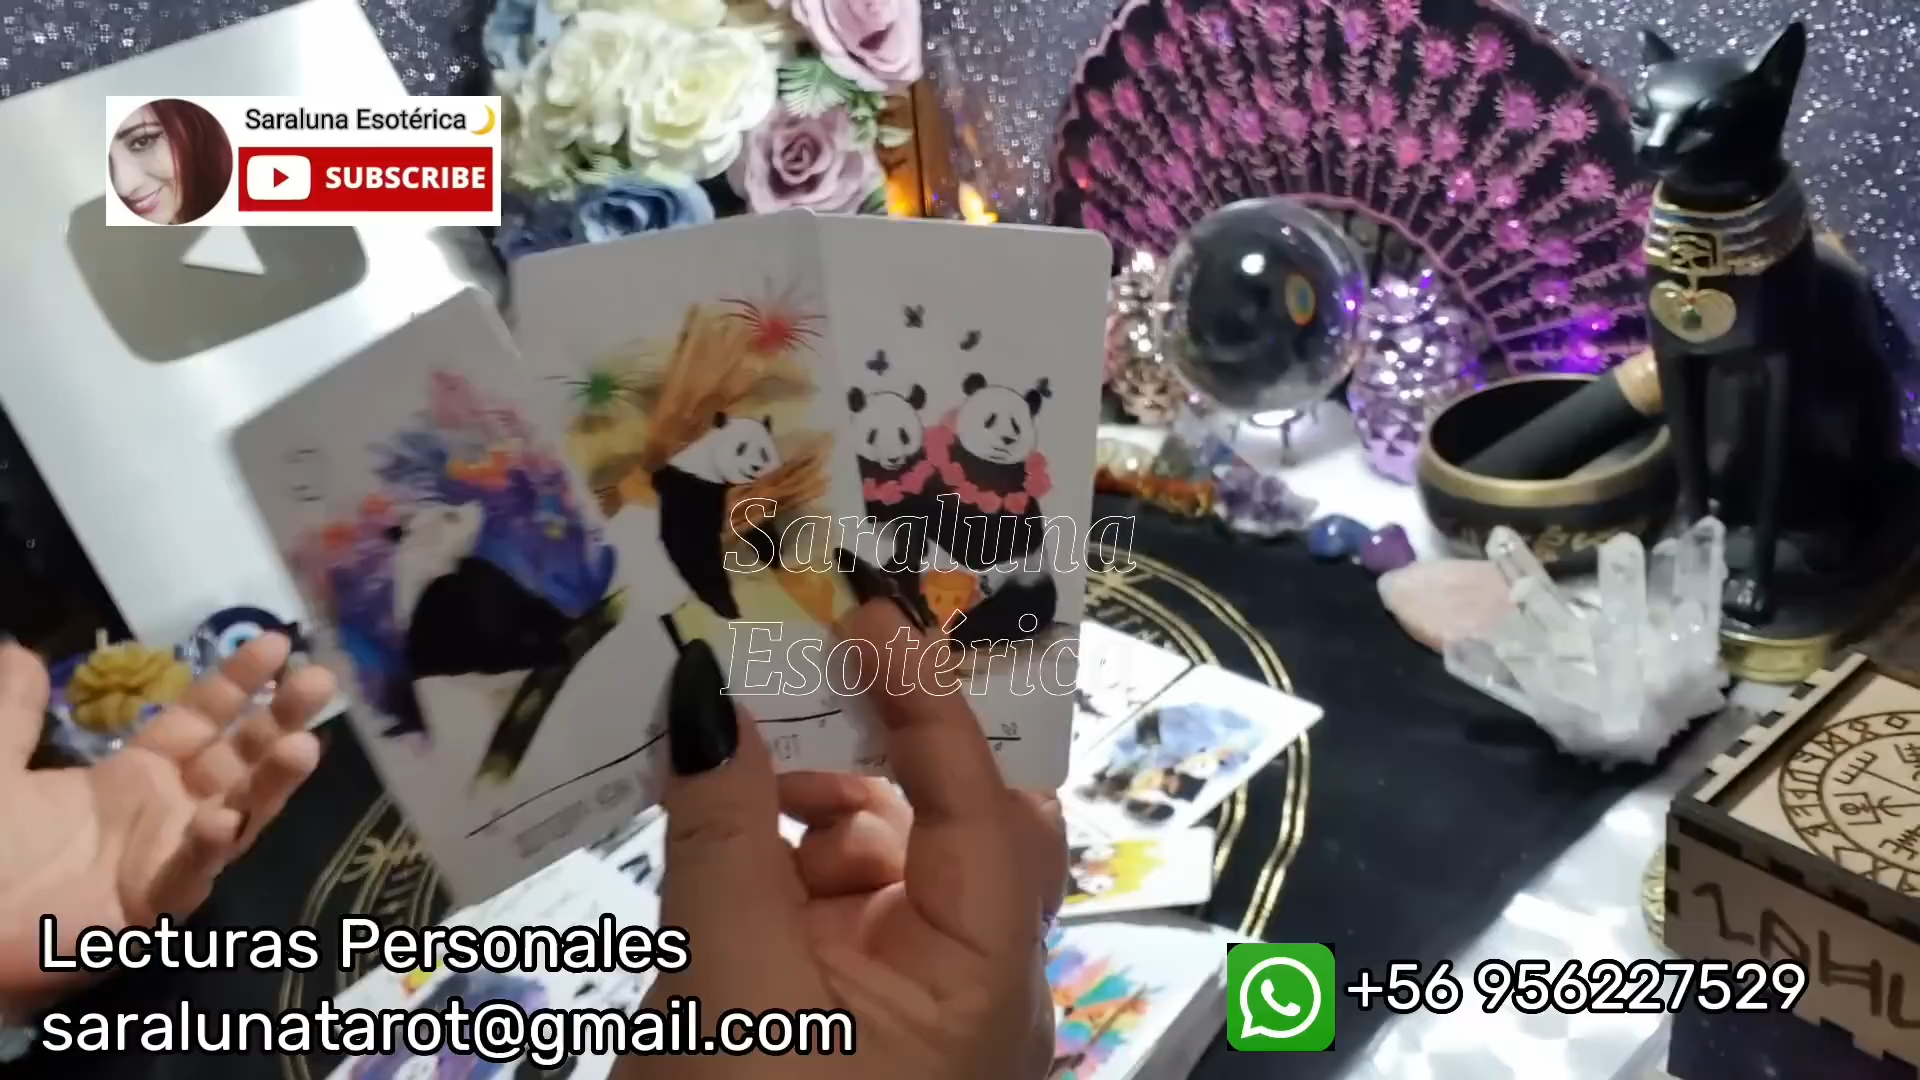 Saraluna Esotérica
SUBSCRIBE
Saraluna
Esotérica
Lecturas Personales
saralunatarot@gmail.com
+56 956227529